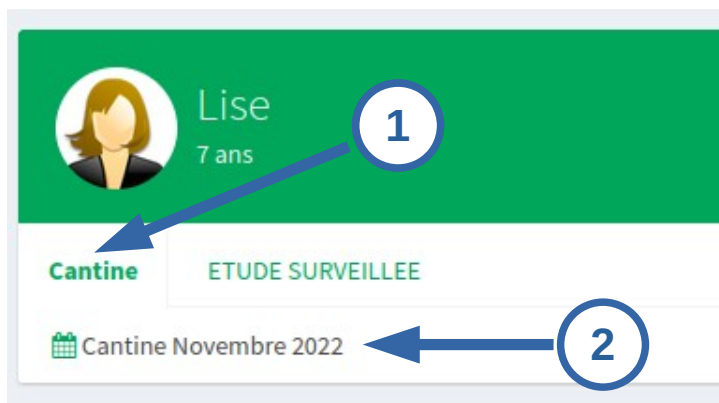 Lise
7 ans
1
Cantine
ETUDE SURVEILLEE
Cantine Novembre 2022
2